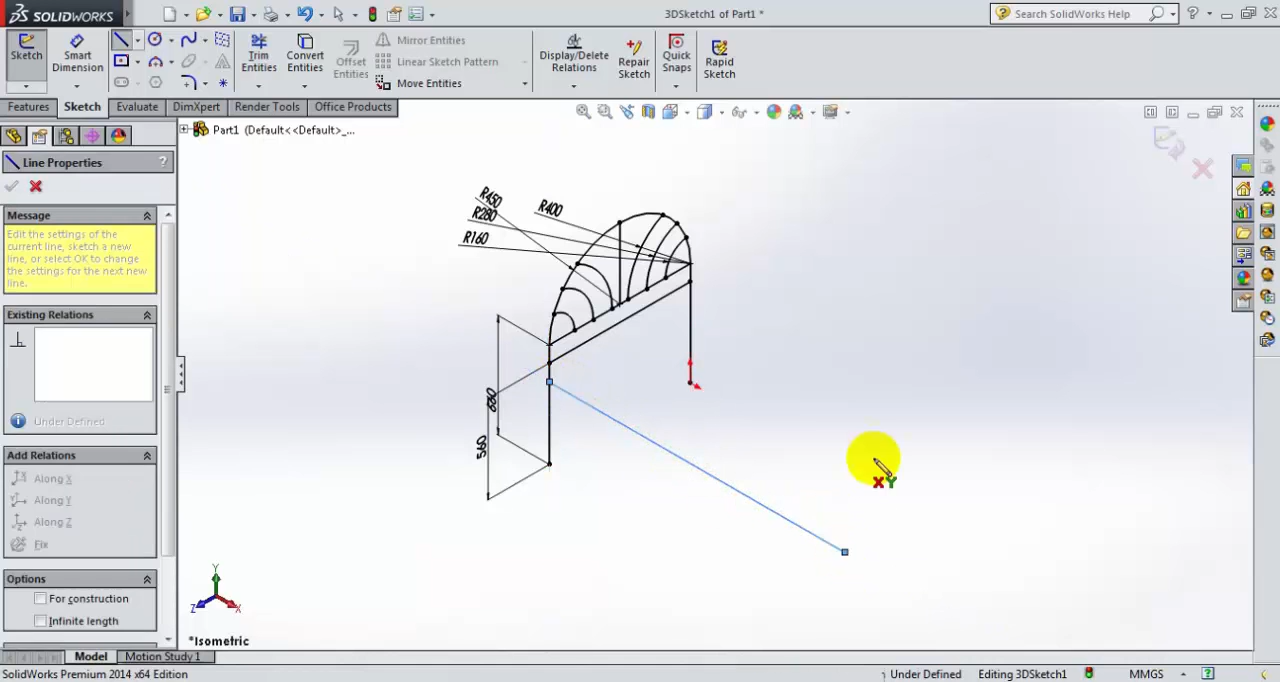 SOLIDWORKS
3DSketch1 of Part1 *
Search SolidWorks Help
Sketch
Smart Dimension
Trim Entities
Convert Entities
Offset Entities
Mirror Entities
Linear Sketch Pattern
Move Entities
Display/Delete Relations
Repair Sketch
Quick Snaps
Rapid Sketch
Features
Sketch
Evaluate
DimXpert
Render Tools
Office Products
Part1 (Default<<Default>_...
Line Properties
?
Message
Edit the settings of the
current line, sketch a new
line, or select OK to change
the settings for the next new
line.
Existing Relations
Under Defined
Add Relations
Along X
Along Y
Along Z
Fix
Options
For construction
Infinite length
R450
R280
R160
R400
560
X Y
Y
Z
X
*Isometric
Model
Motion Study 1
SolidWorks Premium 2014 x64 Edition
Under Defined
Editing 3DSketch1
MMGS
?